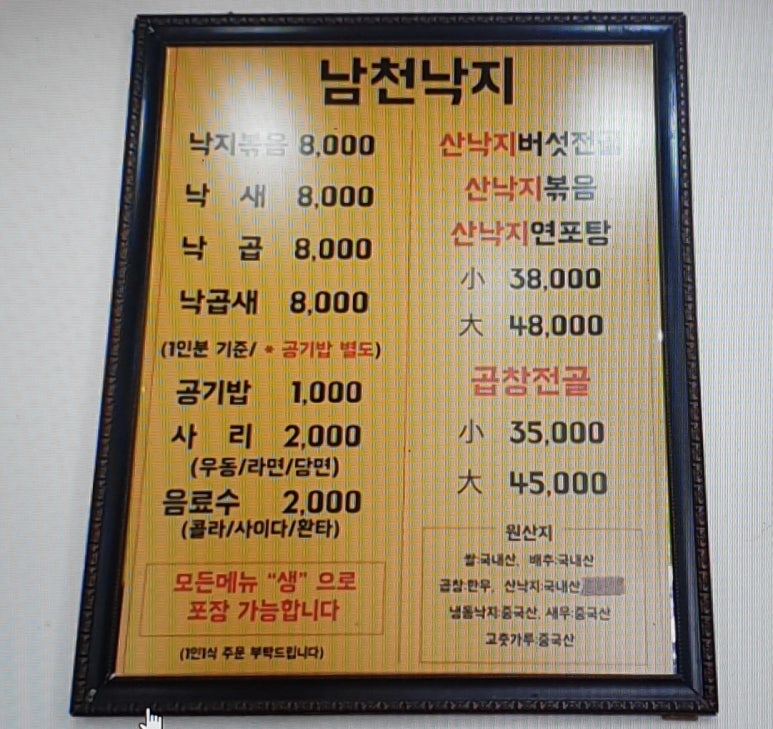 남천낙지
낙지볶음 8,000
낙 새 8,000
낙 곱 8,000
낙곱새 8,000
(1인분 기준/ * 공기밥 별도)
공기밥 1,000
사 리 2,000
(우동/라면/당면)
음료수 2,000
(콜라/사이다/환타)
모든메뉴 “생” 으로
포장 가능합니다
(1인1식 주문 부탁드립니다)
산낙지버섯전골
산낙지볶음
산낙지연포탕
小 38,000
大 48,000
곱창전골
小 35,000
大 45,000
원산지
쌀:국내산, 배추:국내산
곱창:한우, 산낙지:국내산,
냉동낙지:중국산, 새우:중국산
고춧가루:중국산